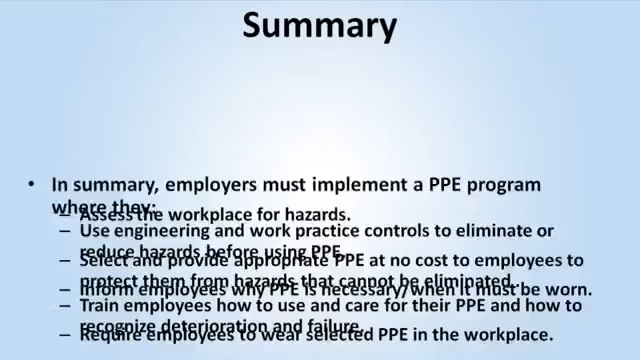 Summary
• In summary, employers must implement a PPE program
where they:
– Assess the workplace for hazards.
– Use engineering and work practice controls to eliminate or
reduce hazards before using PPE.
– Select and provide appropriate PPE at no cost to employees to
protect them from hazards that cannot be eliminated.
– Inform employees why PPE is necessary/when it must be worn.
– Train employees how to use and care for their PPE and how to
recognize deterioration and failure.
– Require employees to wear selected PPE in the workplace.